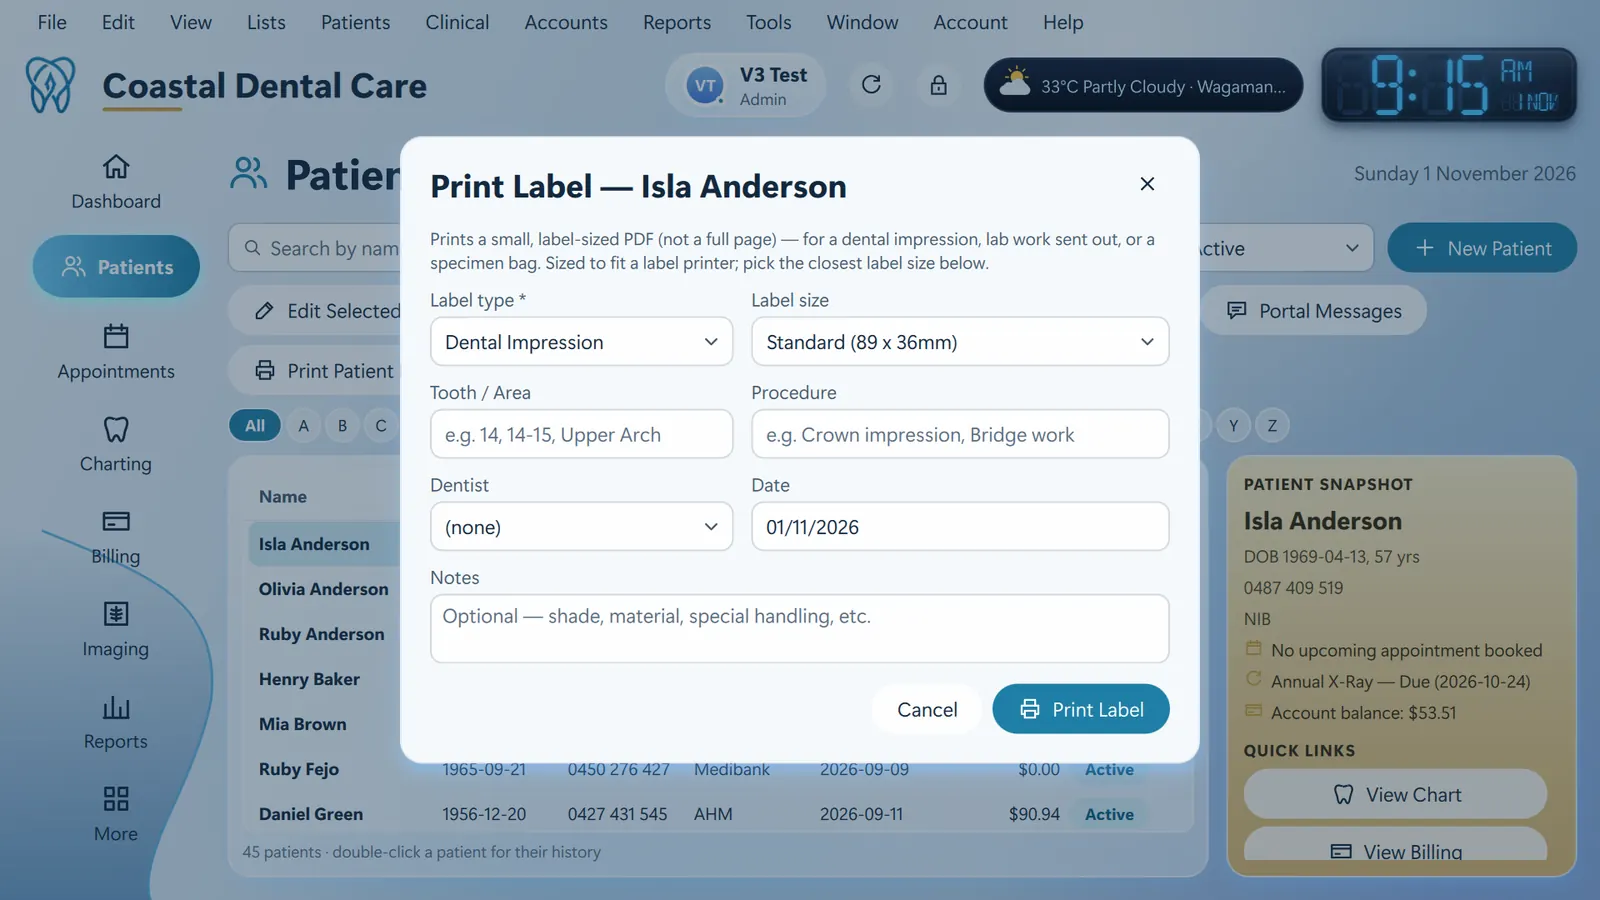 File Edit View Lists Patients Clinical Accounts Reports Tools Window Account Help
Coastal Dental Care
VT
V3 Test
Admin
33°C Partly Cloudy · Wagaman...
9:15 AM
1 NOV
Dashboard
Patients
Appointments
Charting
Billing
Imaging
Reports
More
Sunday 1 November 2026
Search by nam
New Patient
Edit Selected
Portal Messages
Print Patient
All A B C
Y Z
Name
Isla Anderson
Olivia Anderson
Ruby Anderson
Henry Baker
Mia Brown
Ruby Fejo 1965-09-21 0450 276 427 Medibank 2026-09-09 $0.00 Active
Daniel Green 1956-12-20 0427 431 545 AHM 2026-09-11 $90.94 Active
45 patients · double-click a patient for their history
Print Label — Isla Anderson
Prints a small, label-sized PDF (not a full page) — for a dental impression, lab work sent out, or a
specimen bag. Sized to fit a label printer; pick the closest label size below.
Label type * Label size
Dental Impression Standard (89 x 36mm)
Tooth / Area Procedure
e.g. 14, 14-15, Upper Arch e.g. Crown impression, Bridge work
Dentist Date
(none) 01/11/2026
Notes
Optional — shade, material, special handling, etc.
Cancel Print Label
PATIENT SNAPSHOT
Isla Anderson
DOB 1969-04-13, 57 yrs
0487 409 519
NIB
No upcoming appointment booked
Annual X-Ray — Due (2026-10-24)
Account balance: $53.51
QUICK LINKS
View Chart
View Billing